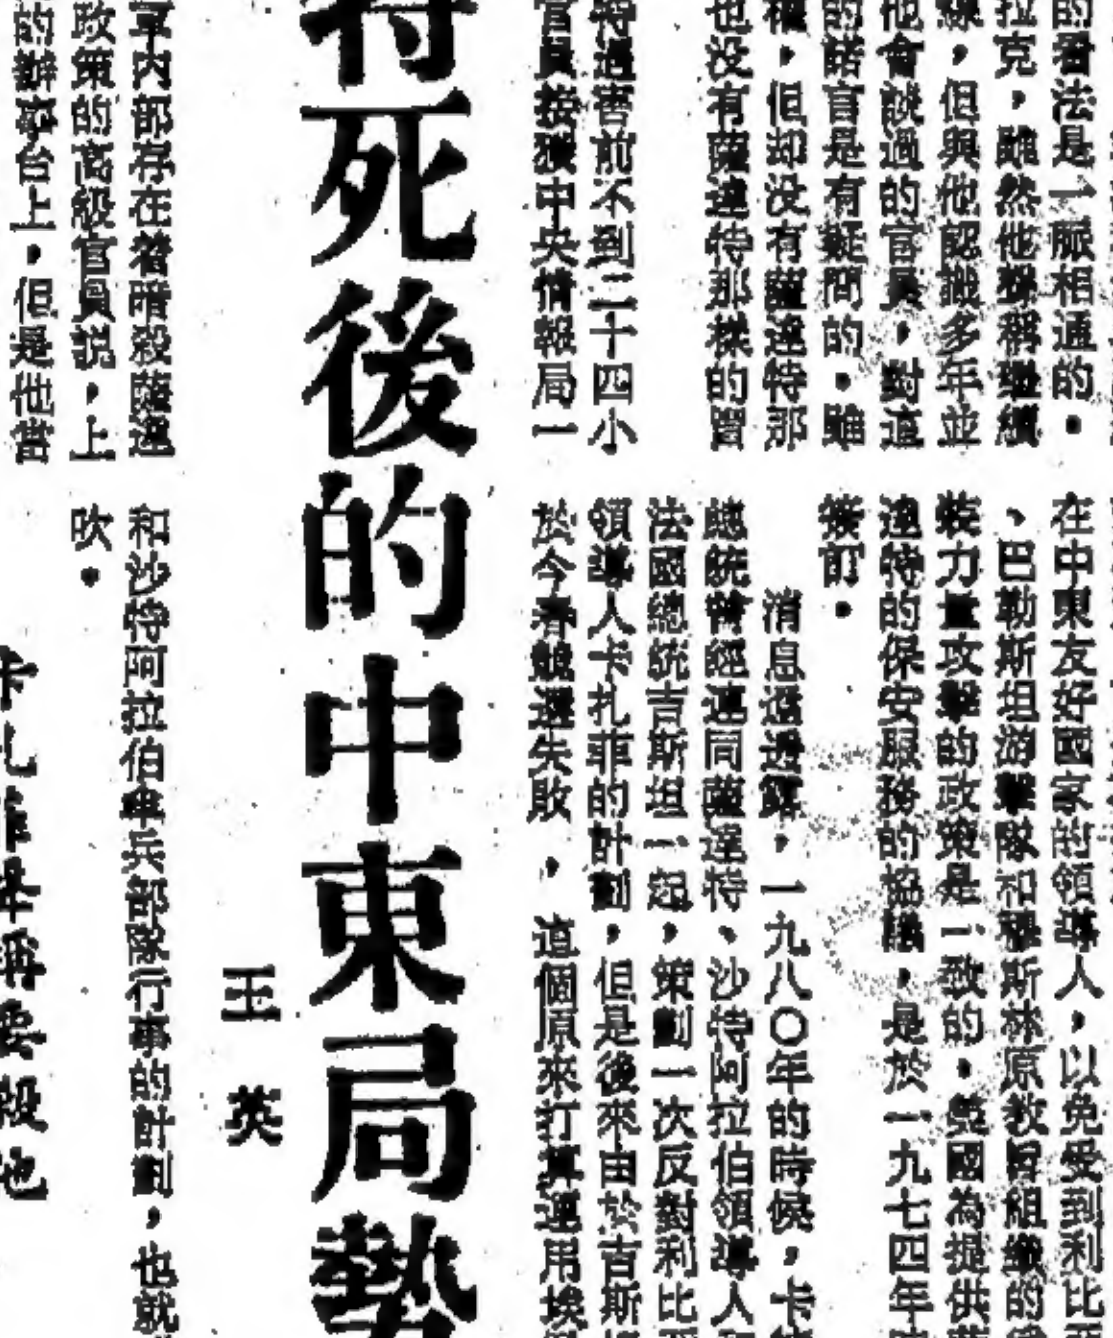 的看法是一脈相通的。
拉克，雖然他聲稱繼續
線，但與他認識多年並
他會談過的官員，對這
的諾言是有疑問的。雖
權，但却没有薩達特那
也没有薩達特那樣的冒
特遇害前不到二十四小
官員接獲中央情報局一
在中東友好國家的領導人，以免受到利比
、巴勒斯坦游擊隊和穆斯林原教旨組織的
裝力量攻擊的政策是一致的。美國為提供
達特的保安服務的協議，是於一九七四年
簽訂。
消息透透露，一九八〇年的時候，卡
總統曾經連同薩達特、沙特阿拉伯領導人
法國總統吉斯坦一起，策劃一次反對利比
領導人卡扎菲的計劃，但是後來由於吉斯
於今春競選失敗，這個原來打算運用埃
特死後的中東局勢
王英
內部存在着暗殺薩達
政策的高級官員説，上
的辦事台上，但是他當
和沙特阿拉伯傘兵部隊行事的計劃，也就
吹。
卡扎菲聲稱要殺他